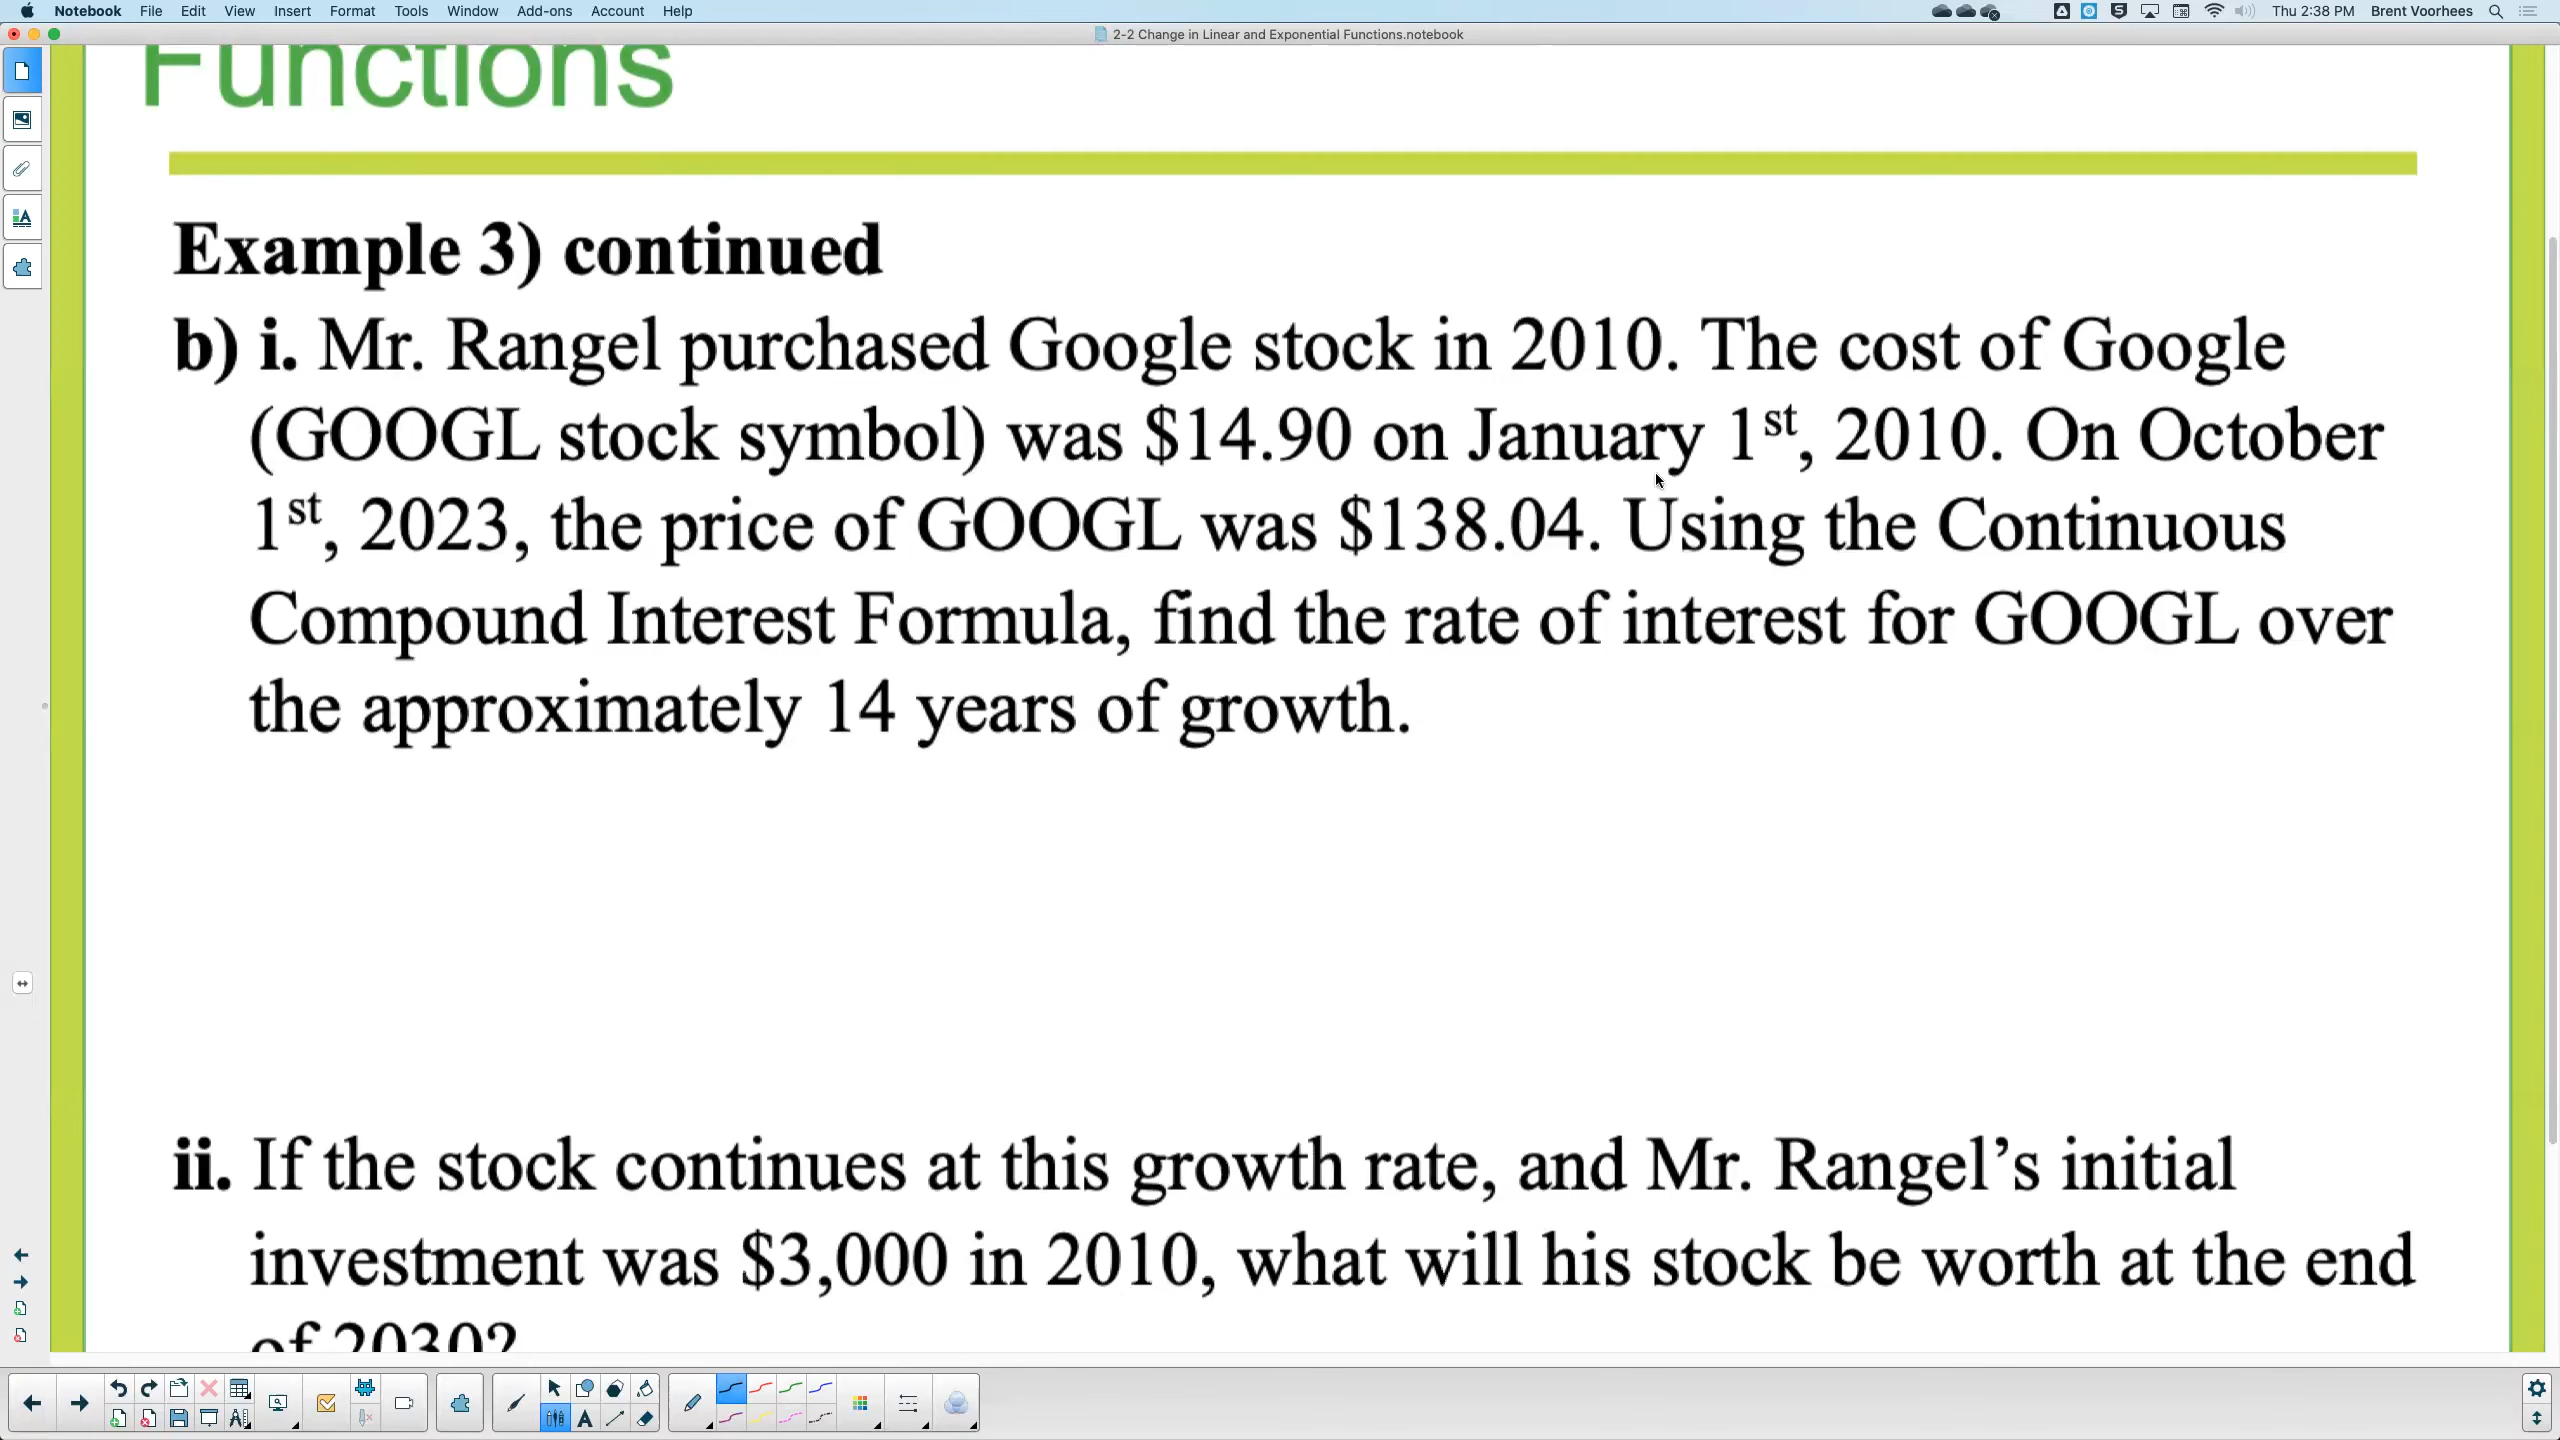 Notebook File Edit View Insert Format Tools Window Add-ons Account Help Thu 2:38 PM Brent Voorhees
2-2 Change in Linear and Exponential Functions.notebook
Functions
Example 3) continued
b) i. Mr. Rangel purchased Google stock in 2010. The cost of Google
(GOOGL stock symbol) was $14.90 on January 1st, 2010. On October
1st, 2023, the price of GOOGL was $138.04. Using the Continuous
Compound Interest Formula, find the rate of interest for GOOGL over
the approximately 14 years of growth.
ii. If the stock continues at this growth rate, and Mr. Rangel’s initial
investment was $3,000 in 2010, what will his stock be worth at the end
of 2030?